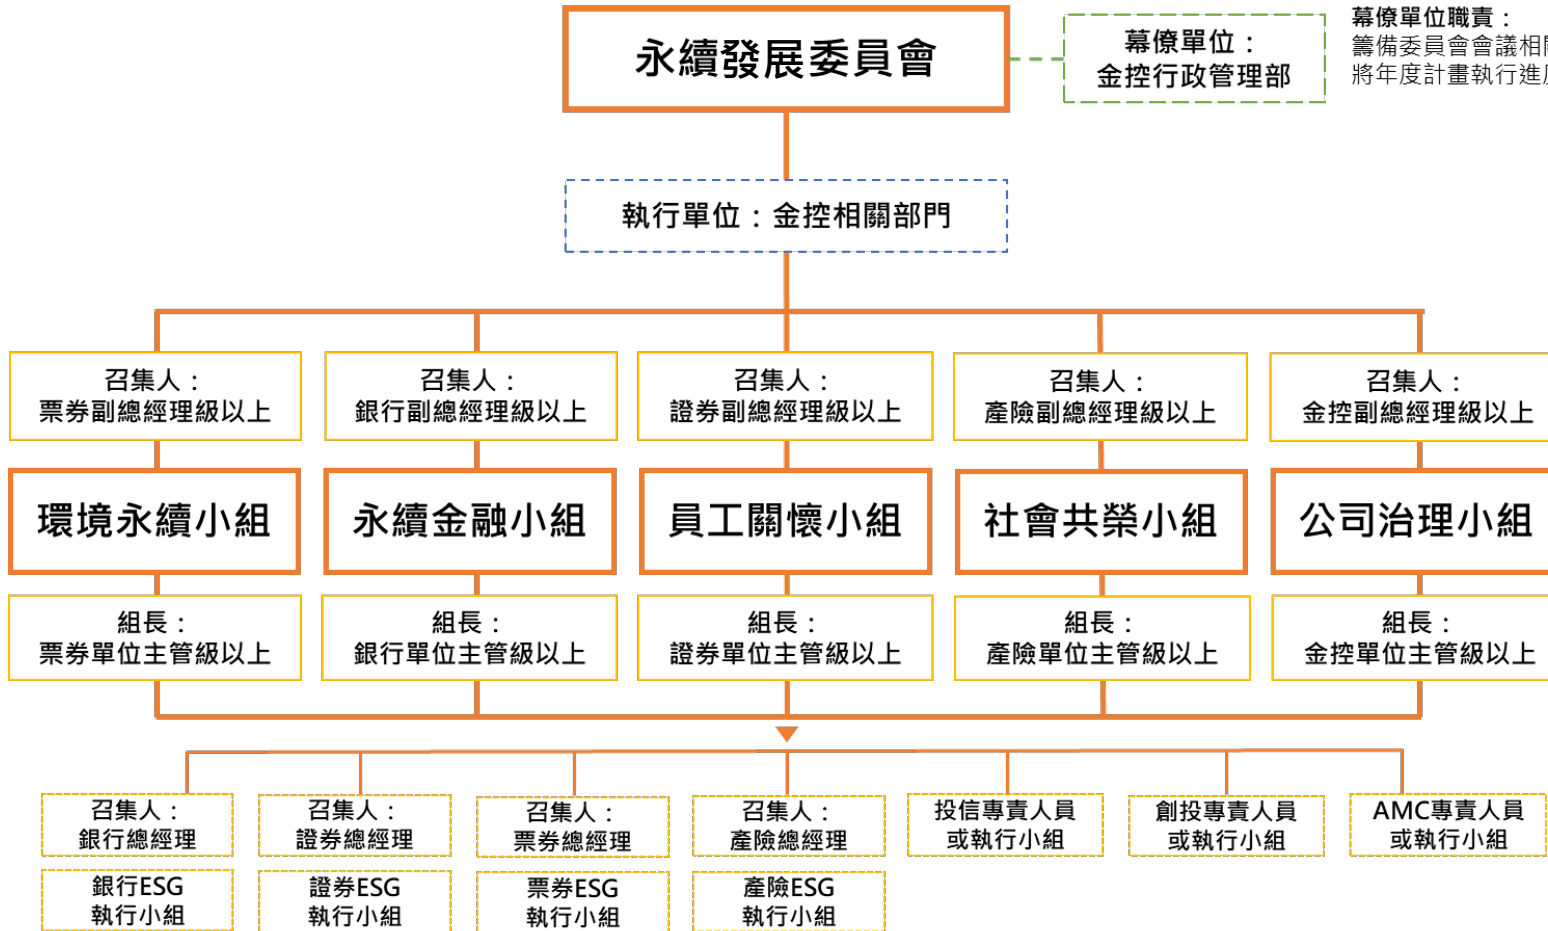 永續發展委員會
幕僚單位：
金控行政管理部
幕僚單位職責：
籌備委員會會議相
將年度計畫執行進
執行單位：金控相關部門
召集人：
票券副總經理級以上
召集人：
銀行副總經理級以上
召集人：
證券副總經理級以上
召集人：
產險副總經理級以上
召集人：
金控副總經理級以上
環境永續小組
永續金融小組
員工關懷小組
社會共榮小組
公司治理小組
組長：
票券單位主管級以上
組長：
銀行單位主管級以上
組長：
證券單位主管級以上
組長：
產險單位主管級以上
組長：
金控單位主管級以上
召集人：
銀行總經理
召集人：
證券總經理
召集人：
票券總經理
召集人：
產險總經理
投信專責人員
或執行小組
創投專責人員
或執行小組
AMC專責人員
或執行小組
銀行ESG
執行小組
證券ESG
執行小組
票券ESG
執行小組
產險ESG
執行小組